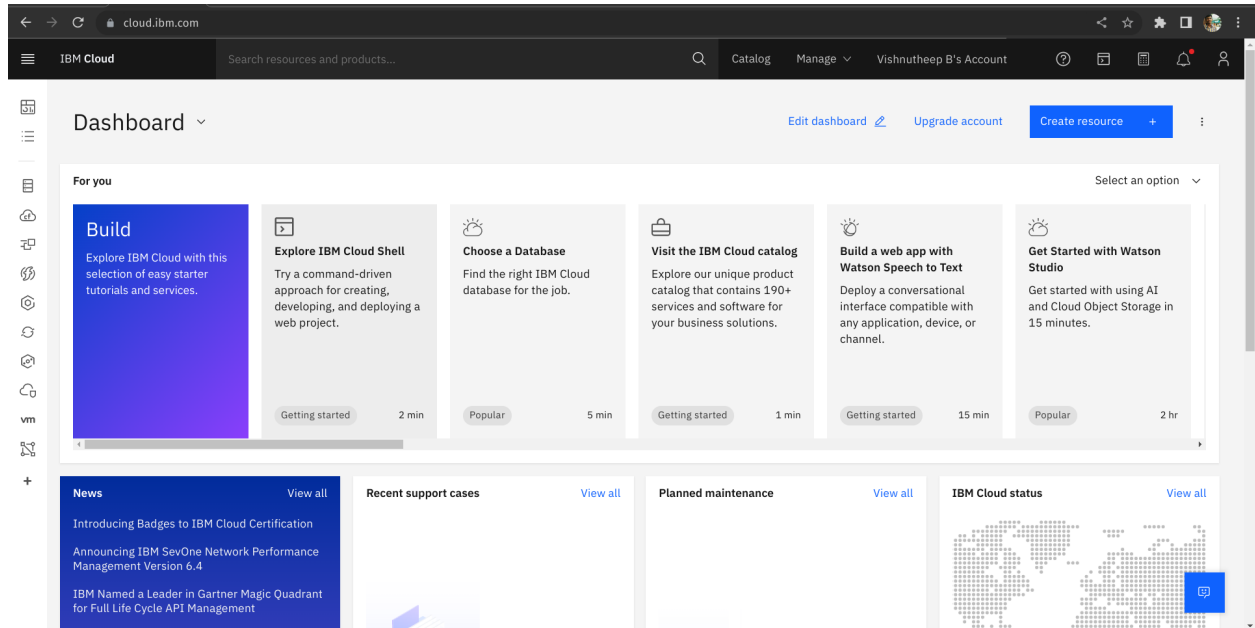 cloud.ibm.com
IBM Cloud
Search resources and products...
Catalog
Manage
Vishnutheep B's Account
Dashboard
Edit dashboard
Upgrade account
Create resource +
For you
Select an option
Build
Explore IBM Cloud with this
selection of easy starter
tutorials and services.
Explore IBM Cloud Shell
Try a command-driven
approach for creating,
developing, and deploying a
web project.
Getting started
2 min
Choose a Database
Find the right IBM Cloud
database for the job.
Popular
5 min
Visit the IBM Cloud catalog
Explore our unique product
catalog that contains 190+
services and software for
your business solutions.
Getting started
1 min
Build a web app with
Watson Speech to Text
Deploy a conversational
interface compatible with
any application, device, or
channel.
Getting started
15 min
Get Started with Watson
Studio
Get started with using AI
and Cloud Object Storage in
15 minutes.
Popular
2 hr
vm
News
View all
Introducing Badges to IBM Cloud Certification
Announcing IBM SevOne Network Performance
Management Version 6.4
IBM Named a Leader in Gartner Magic Quadrant
for Full Life Cycle API Management
Recent support cases
View all
Planned maintenance
View all
IBM Cloud status
View all